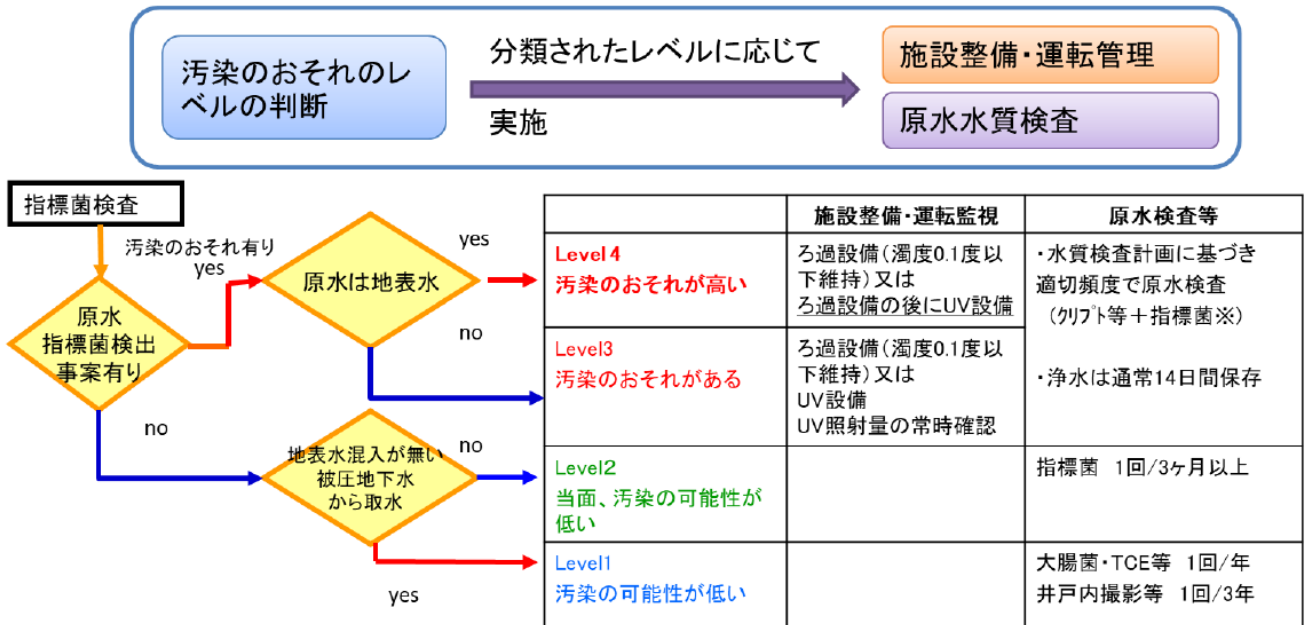 汚染のおそれのレ
ベルの判断
分類されたレベルに応じて
実施
施設整備・運転管理
原水水質検査
指標菌検査
汚染のおそれ有り
yes
原水
指標菌検出
事案有り
no
原水は地表水
yes
no
地表水混入が無い
被圧地下水
から取水
no
yes
施設整備・運転監視
原水検査等
Level4
汚染のおそれが高い
ろ過設備(濁度0.1度以
下維持)又は
ろ過設備の後にUV設備
・水質検査計画に基づき
適切頻度で原水検査
(クリプト等+指標菌※)
・浄水は通常14日間保存
Level3
汚染のおそれがある
ろ過設備(濁度0.1度以
下維持)又は
UV設備
UV照射量の常時確認
Level2
当面、汚染の可能性が
低い
指標菌 1回/3ヶ月以上
Level1
汚染の可能性が低い
大腸菌・TCE等 1回/年
井戸内撮影等 1回/3年